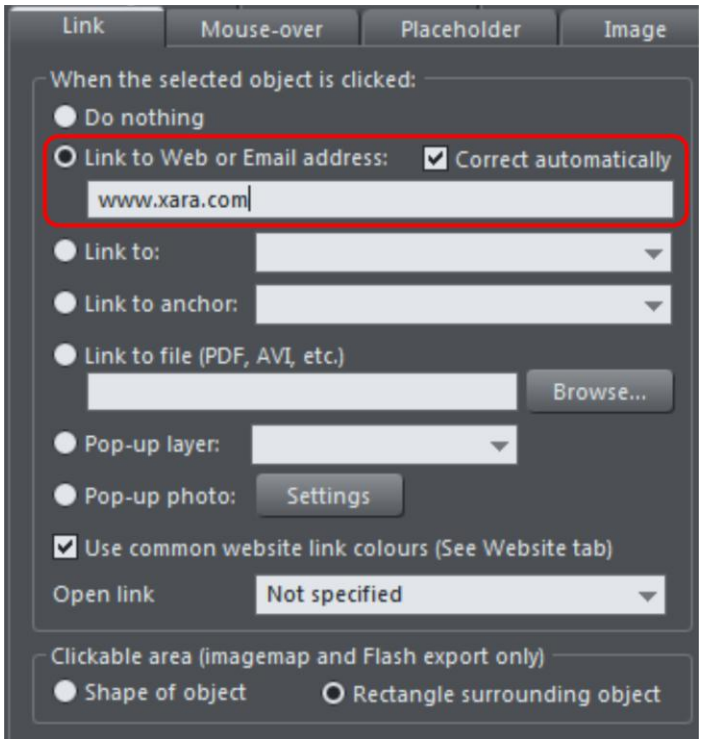 Link Mouse-over Placeholder Image
When the selected object is clicked:
Do nothing
Link to Web or Email address: Correct automatically
www.xara.com
Link to:
Link to anchor:
Link to file (PDF, AVI, etc.)
Browse...
Pop-up layer:
Pop-up photo: Settings
Use common website link colours (See Website tab)
Open link Not specified
Clickable area (imagemap and Flash export only)
Shape of object Rectangle surrounding object